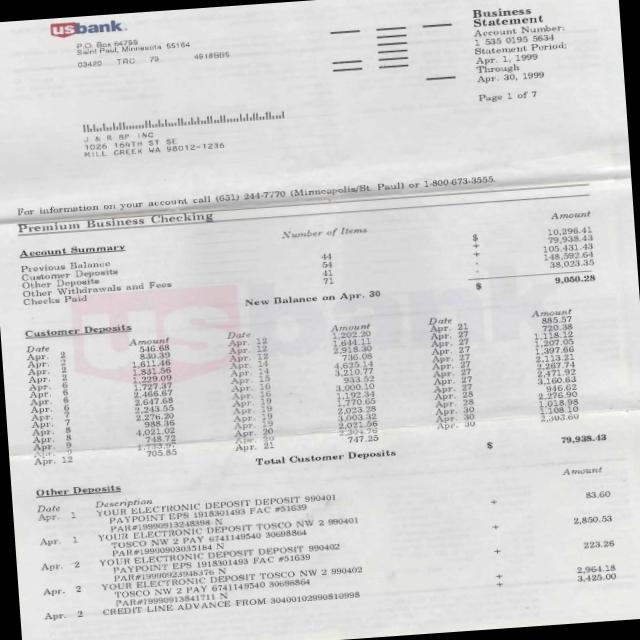 usbank.
P.O. Box 64799
Saint Paul, Minnesota 55164
03420 TRC 79 4918505
Business
Statement
Account Number:
1 535 0195 5634
Statement Period:
Apr. 1, 1999
Through
Apr. 30, 1999
Page 1 of 7
J & R SP INC
1026 164TH ST SE
MILL CREEK WA 98012-1236
For information on your account call (651) 244-7770 (Minneapolis/St. Paul) or 1-800-673-3555.
Premium Business Checking
Account Summary Number of Items Amount
Previous Balance $ 10,296.41
Customer Deposits 44 + 79,938.43
Other Deposits 54 + 105,431.43
Other Withdrawals and Fees 41 - 148,592.64
Checks Paid 71 - 38,023.35
New Balance on Apr. 30 $ 9,050.28
Customer Deposits
Date Amount Date Amount Date Amount
Apr. 2 546.68 Apr. 12 1,202.20 Apr. 21 885.57
Apr. 2 830.39 Apr. 12 1,644.11 Apr. 27 720.38
Apr. 2 1,611.46 Apr. 12 2,918.30 Apr. 27 1,118.12
Apr. 2 1,831.56 Apr. 14 736.08 Apr. 27 1,207.05
Apr. 6 1,229.09 Apr. 14 4,625.14 Apr. 27 1,397.66
Apr. 6 1,727.37 Apr. 15 3,210.77 Apr. 27 2,113.21
Apr. 6 2,466.67 Apr. 933.52 Apr. 27 2,267.74
Apr. 6 2,647.68 Apr. 3,000.10 Apr. 27 2,471.92
Apr. 7 2,243.55 Apr. 19 1,192.34 Apr. 27 3,160.63
Apr. 7 2,276.20 Apr. 19 1,770.65 Apr. 28 946.62
Apr. 8 988.36 Apr. 19 2,023.28 Apr. 28 2,276.90
Apr. 8 4,021.02 Apr. 19 3,003.32 Apr. 30 1,018.98
Apr. 9 748.72 Apr. 20 2,021.56 Apr. 30 1,108.10
Apr. Apr. Apr. 30
Apr. 12 705.85 Apr. 21 747.25
Total Customer Deposits $ 79,938.43
Other Deposits
Date Description Amount
Apr. 1 YOUR ELECTRONIC DEPOSIT DEPOSIT 990401 + 83.60
PAYPOINT EPS 1918301493 FAC #51639
PAR#19990913248398 N
Apr. 1 YOUR ELECTRONIC DEPOSIT TOSCO NW 2 990401 + 2,850.53
TOSCO NW 2 PAY 6741149540 30698864
PAR#19990903035184 N
Apr. 2 YOUR ELECTRONIC DEPOSIT DEPOSIT 990402 + 223.26
PAYPOINT EPS 1918301493 FAC #51639
PAR#19990923948376 N
Apr. 2 YOUR ELECTRONIC DEPOSIT TOSCO NW 2 990402 + 2,964.18
TOSCO NW 2 PAY 6741149540 30698864
PAR#19990913841711 N
Apr. 2 CREDIT LINE ADVANCE FROM 30400102990810998 + 3,425.00